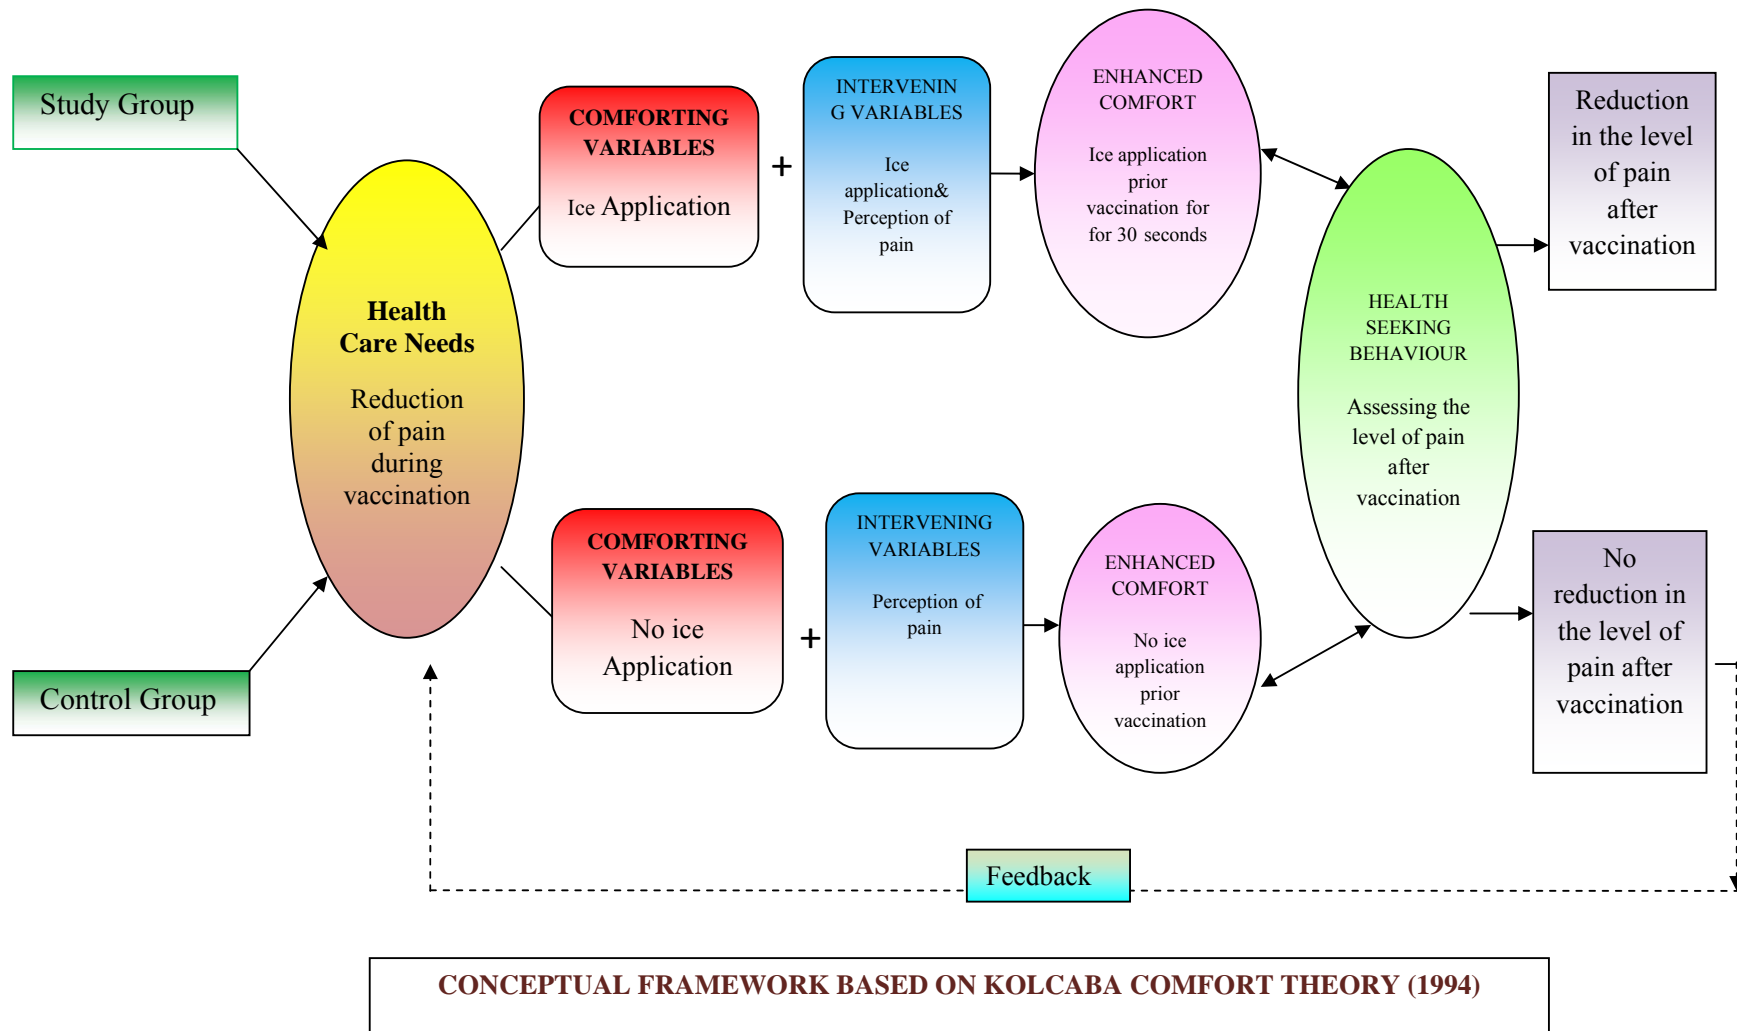 Study Group
Control Group
Health
Care Needs
Reduction
of pain
during
vaccination
COMFORTING
VARIABLES
Ice Application
+
INTERVENIN
G VARIABLES
Ice
application&
Perception of
pain
ENHANCED
COMFORT
Ice application
prior
vaccination for
for 30 seconds
COMFORTING
VARIABLES
No ice
Application
+
INTERVENING
VARIABLES
Perception of
pain
ENHANCED
COMFORT
No ice
application
prior
vaccination
HEALTH
SEEKING
BEHAVIOUR
Assessing the
level of pain
after
vaccination
Reduction
in the level
of pain
after
vaccination
No
reduction in
the level of
pain after
vaccination
Feedback
CONCEPTUAL FRAMEWORK BASED ON KOLCABA COMFORT THEORY (1994)